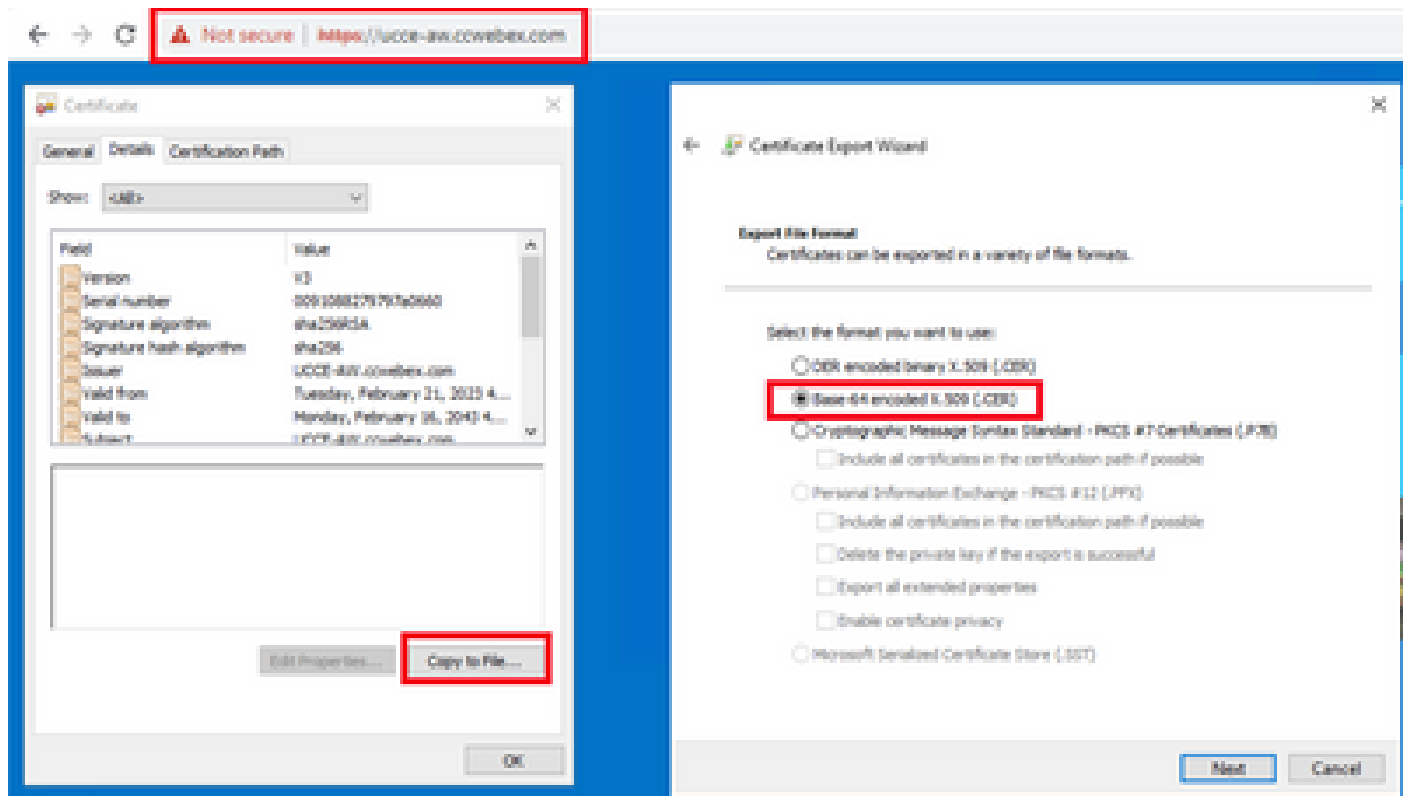 Not secure | https://ucce-aw.ccwebex.com
Certificate
General Details Certification Path
Show: <All>
Field Value
Version V3
Serial number
Signature algorithm sha256RSA
Signature hash algorithm sha256
Issuer UCCE-AW.ccwebex.com
Valid from Tuesday, February 21, 2023 4....
Valid to Monday, February 16, 2043 4....
Subject UCCE-AW.ccwebex.com
Edit Properties... Copy to File...
OK
Certificate Export Wizard
Export File Format
Certificates can be exported in a variety of file formats.
Select the format you want to use:
DER encoded binary X.509 (.CER)
Base-64 encoded X.509 (.CER)
Cryptographic Message Syntax Standard - PKCS #7 Certificates (.P7B)
Include all certificates in the certification path if possible
Personal Information Exchange - PKCS #12 (.PFX)
Include all certificates in the certification path if possible
Delete the private key if the export is successful
Export all extended properties
Enable certificate privacy
Microsoft Serialized Certificate Store (.SST)
Next Cancel